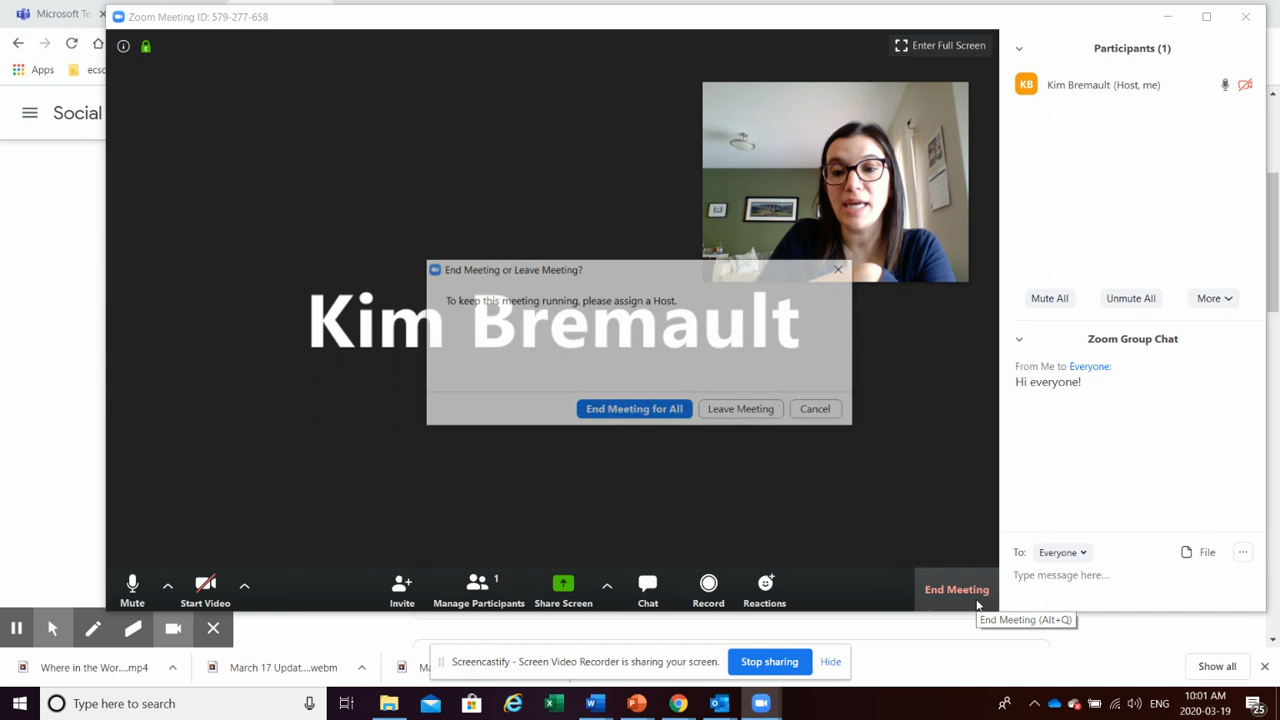 Microsoft Te
Zoom Meeting ID: 579-277-658
Apps
ecsc
Social
Enter Full Screen
Participants (1)
KB
Kim Bremault (Host, me)
Mute All
Unmute All
More
End Meeting or Leave Meeting?
To keep this meeting running, please assign a Host.
Kim Bremault
End Meeting for All
Leave Meeting
Cancel
Zoom Group Chat
From Me to Everyone:
Hi everyone!
To: Everyone
File
Type message here...
Mute
Start Video
Invite
1
Manage Participants
Share Screen
Chat
Record
Reactions
End Meeting
End Meeting (Alt+Q)
Where in the Wor....mp4
March 17 Updat....webm
Screencastify - Screen Video Recorder is sharing your screen.
Stop sharing
Hide
Show all
Type here to search
ENG
10:01 AM
2020-03-19
25